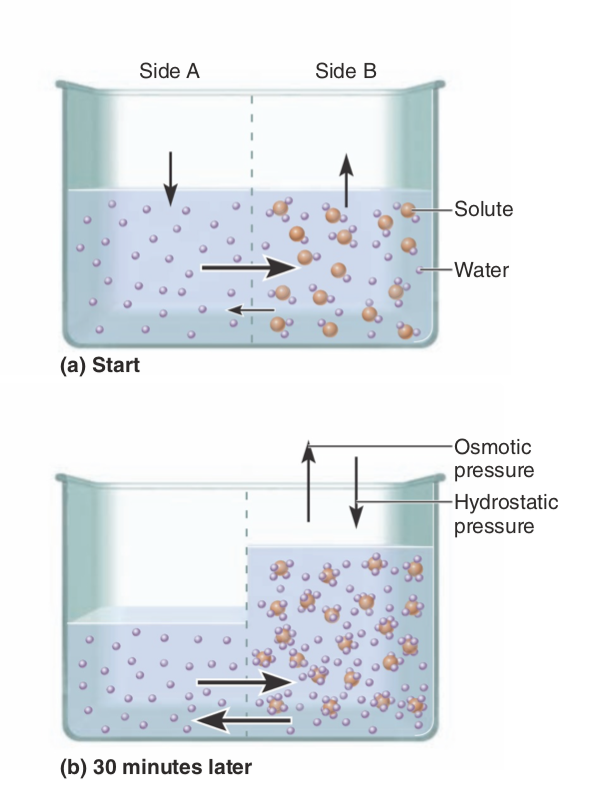 Side A
Side B
Solute
Water
(a) Start
Osmotic
pressure
Hydrostatic
pressure
(b) 30 minutes later